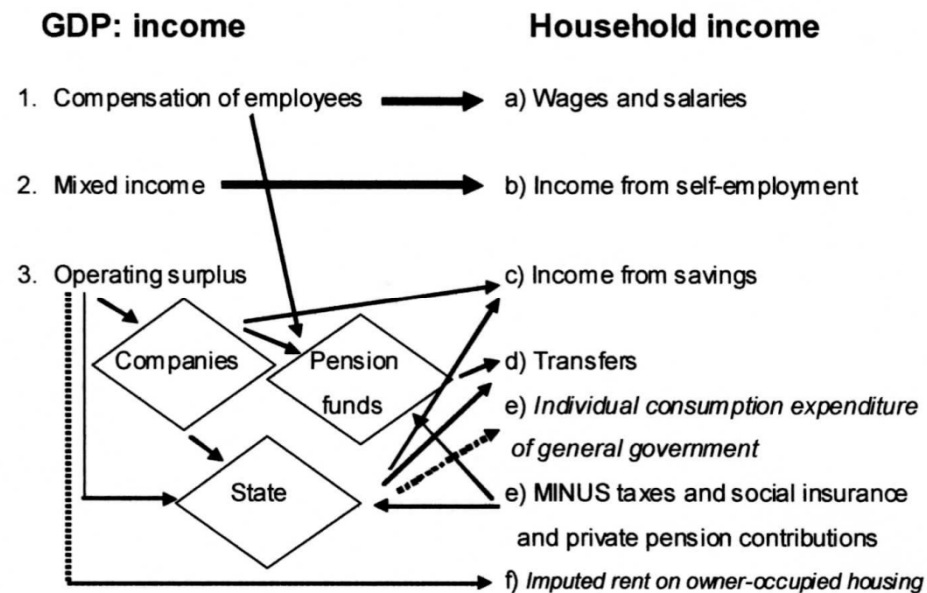 GDP: income
Household income
1. Compensation of employees
a) Wages and salaries
2. Mixed income
b) Income from self-employment
3. Operating surplus
c) Income from savings
Companies
Pension
funds
d) Transfers
e) Individual consumption expenditure
of general government
State
e) MINUS taxes and social insurance
and private pension contributions
f) Imputed rent on owner-occupied housing